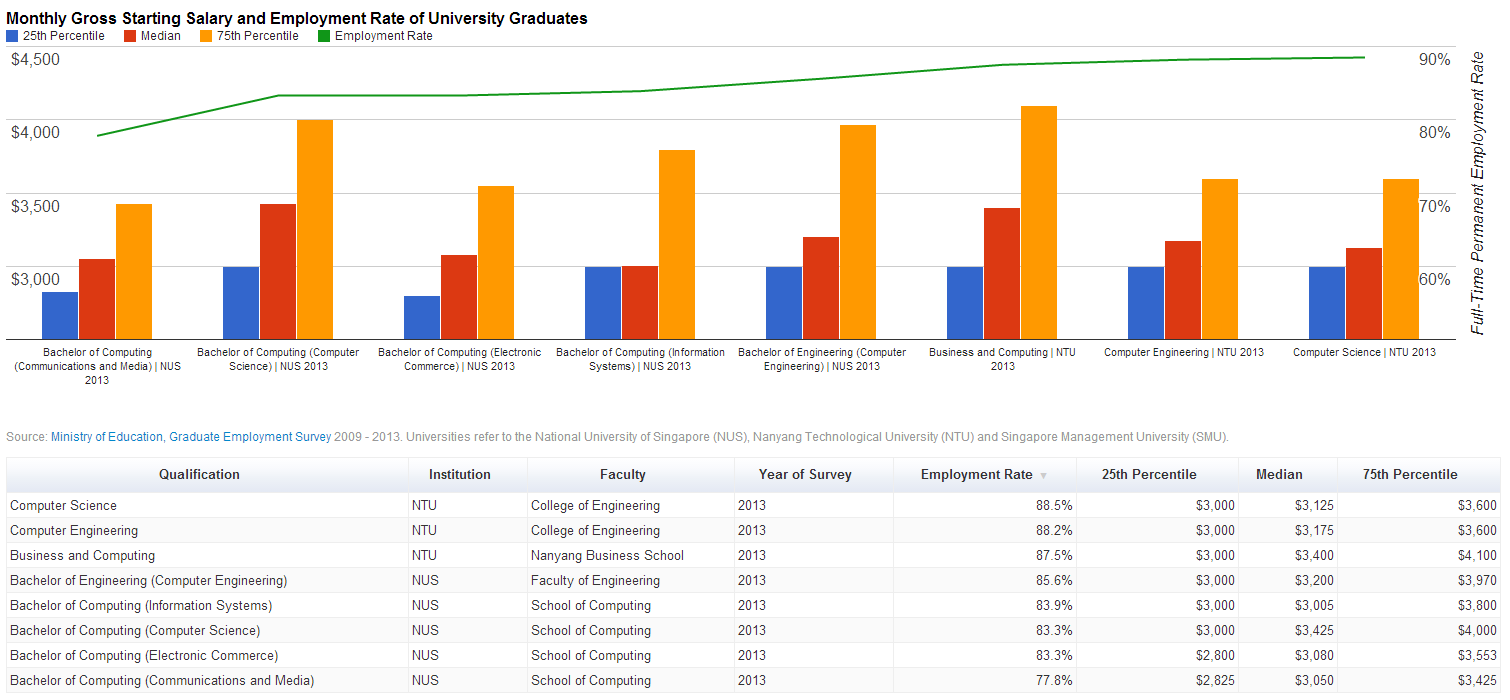 Monthly Gross Starting Salary and Employment Rate of University Graduates
25th Percentile Median 75th Percentile Employment Rate
$4,500 90%
$4,000 80%
$3,500 70%
$3,000 60%
Full-Time Permanent Employment Rate
Bachelor of Computing
(Communications and Media) | NUS
2013
Bachelor of Computing (Computer
Science) | NUS 2013
Bachelor of Computing (Electronic
Commerce) | NUS 2013
Bachelor of Computing (Information
Systems) | NUS 2013
Bachelor of Engineering (Computer
Engineering) | NUS 2013
Business and Computing | NTU
2013
Computer Engineering | NTU 2013
Computer Science | NTU 2013
Source: Ministry of Education, Graduate Employment Survey 2009 - 2013. Universities refer to the National University of Singapore (NUS), Nanyang Technological University (NTU) and Singapore Management University (SMU).
Qualification Institution Faculty Year of Survey Employment Rate 25th Percentile Median 75th Percentile
Computer Science NTU College of Engineering 2013 88.5% $3,000 $3,125 $3,600
Computer Engineering NTU College of Engineering 2013 88.2% $3,000 $3,175 $3,600
Business and Computing NTU Nanyang Business School 2013 87.5% $3,000 $3,400 $4,100
Bachelor of Engineering (Computer Engineering) NUS Faculty of Engineering 2013 85.6% $3,000 $3,200 $3,970
Bachelor of Computing (Information Systems) NUS School of Computing 2013 83.9% $3,000 $3,005 $3,800
Bachelor of Computing (Computer Science) NUS School of Computing 2013 83.3% $3,000 $3,425 $4,000
Bachelor of Computing (Electronic Commerce) NUS School of Computing 2013 83.3% $2,800 $3,080 $3,553
Bachelor of Computing (Communications and Media) NUS School of Computing 2013 77.8% $2,825 $3,050 $3,425